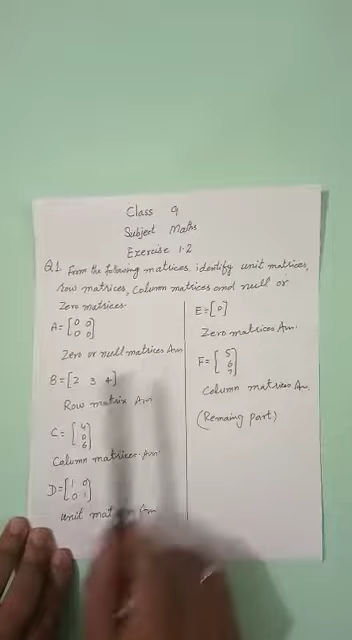 Class 9
Subject Maths
Exercise 1.2
Q1. From the following matrices identify unit matrices,
row matrices, column matrices and null or
Zero matrices.
A = [0 0
0 0]
Zero or null matrices Ans
B = [2 3 4]
Row matrix Ans
C = [4
0
6]
Column matrices Ans
D = [1 0
0 1]
unit
E = [0]
Zero matrices Ans.
F = [5
6
7]
Column matrices Ans.
(Remaing part)